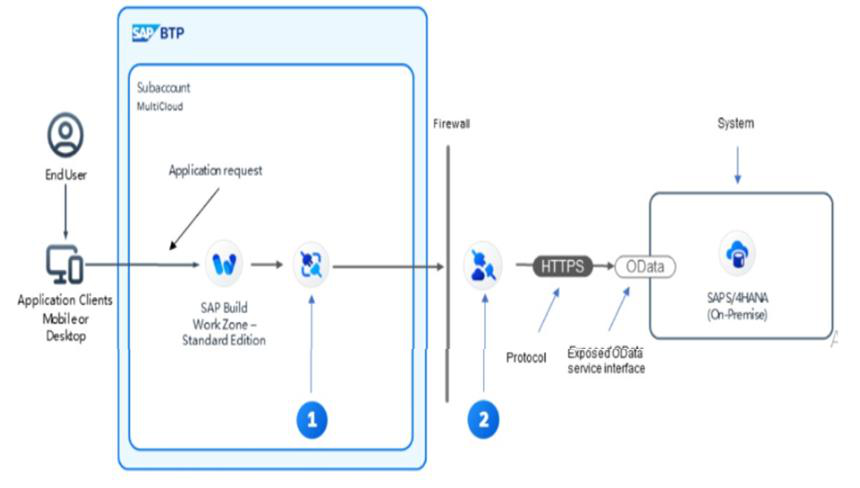 SAP BTP
Subaccount
MultiCloud
Firewall
System
End User
Application request
HTTPS
OData
Application Clients
Mobile or
Desktop
SAP Build
Work Zone –
Standard Edition
SAP S/4HANA
(On-Premise)
Protocol
Exposed OData
service interface
1
2